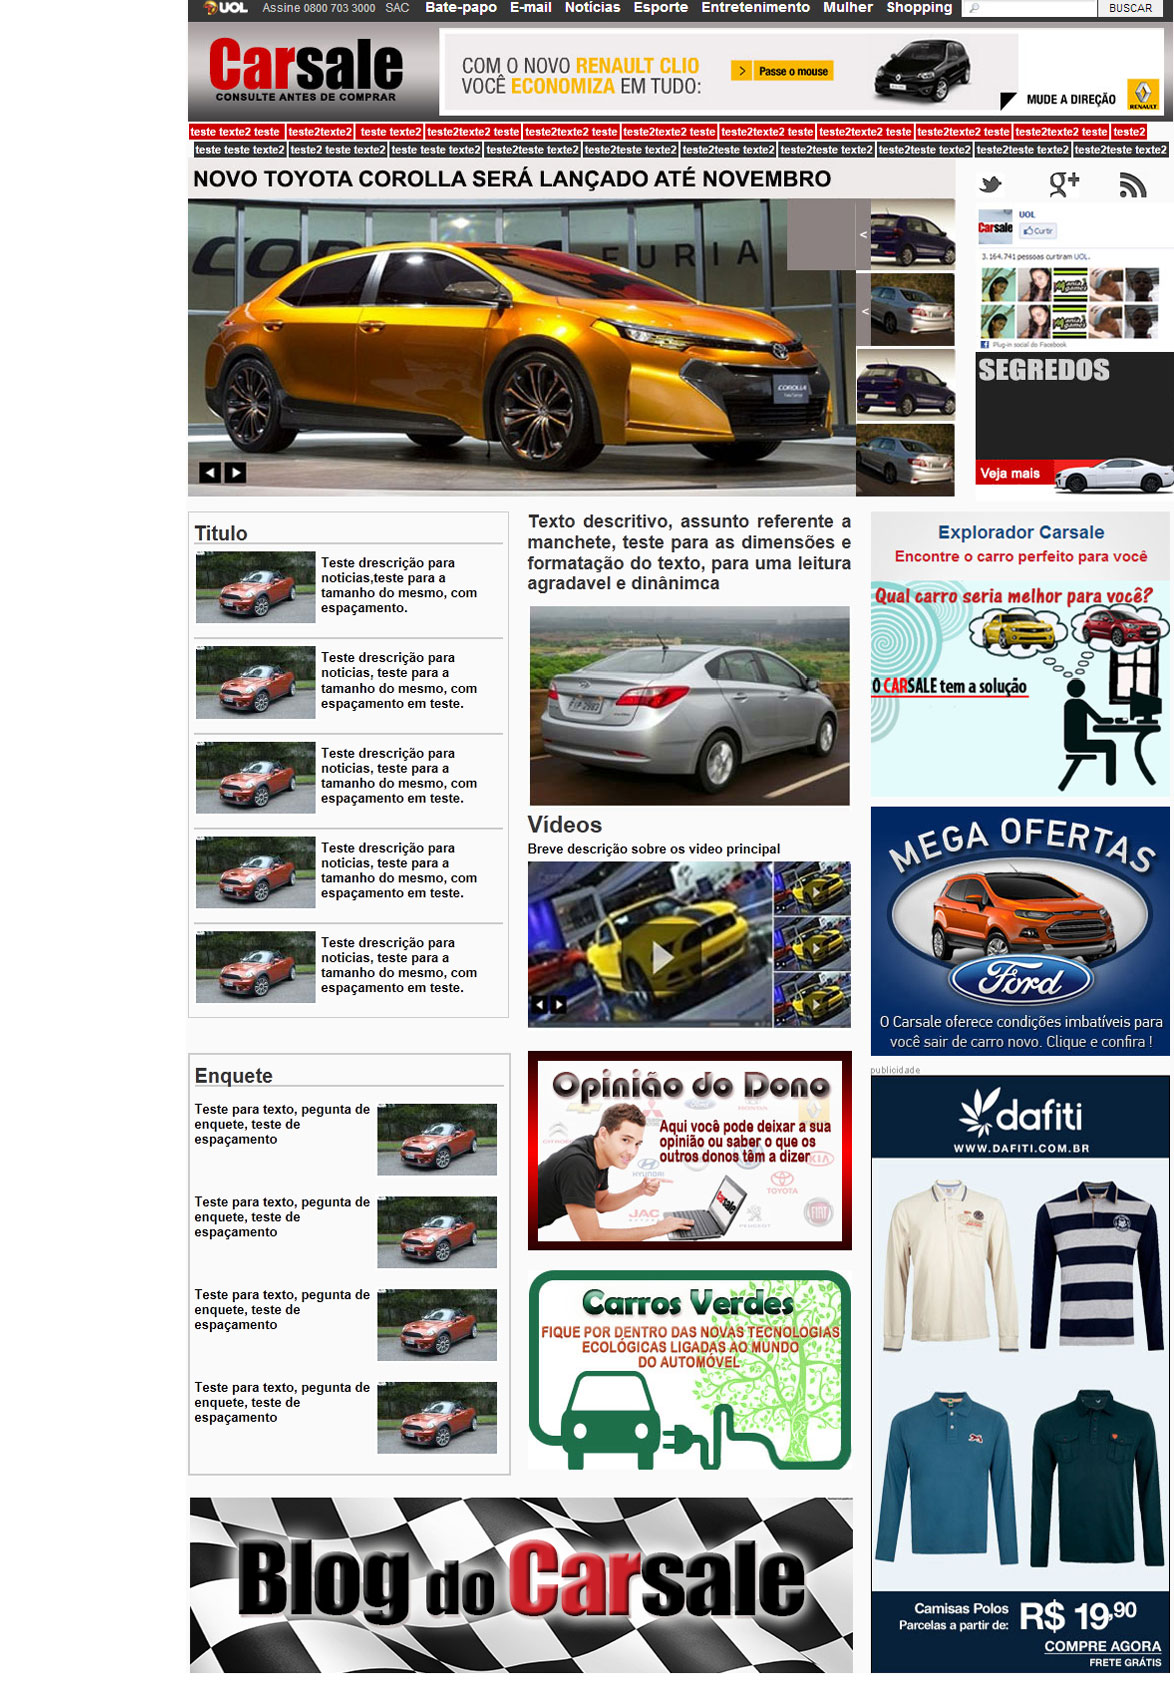 UOL Assine 0800 703 3000 SAC Bate-papo E-mail Notícias Esporte Entretenimento Mulher Shopping BUSCAR
Carsale
CONSULTE ANTES DE COMPRAR
COM O NOVO RENAULT CLIO
VOCÊ ECONOMIZA EM TUDO:
> Passe o mouse
MUDE A DIREÇÃO
RENAULT
teste texte2 teste teste2texte2 teste texte2 teste2texte2 teste teste2texte2 teste teste2texte2 teste teste2texte2 teste teste2texte2 teste teste2texte2 teste teste2texte2 teste teste2
teste teste texte2 teste2 teste texte2 teste teste texte2 teste2teste texte2 teste2teste texte2 teste2teste texte2 teste2teste texte2 teste2teste texte2 teste2teste texte2 teste2teste texte2
NOVO TOYOTA COROLLA SERÁ LANÇADO ATÉ NOVEMBRO
FURIA
COROLLA
<
<
g+
Carsale
UOL
Curtir
3.164.741 pessoas curtiram UOL.
Plug-in social do Facebook
SEGREDOS
Veja mais
Titulo
Teste descrição para
noticias,teste para a
tamanho do mesmo, com
espaçamento.
Teste drescrição para
noticias, teste para a
tamanho do mesmo, com
espaçamento em teste.
Teste drescrição para
noticias, teste para a
tamanho do mesmo, com
espaçamento em teste.
Teste drescrição para
noticias, teste para a
tamanho do mesmo, com
espaçamento em teste.
Teste drescrição para
noticias, teste para a
tamanho do mesmo, com
espaçamento em teste.
Texto descritivo, assunto referente a
manchete, teste para as dimensões e
formatação do texto, para uma leitura
agradavel e dinânimca
Vídeos
Breve descrição sobre os video principal
Explorador Carsale
Encontre o carro perfeito para você
Qual carro seria melhor para você?
O CARSALE tem a solução
MEGA OFERTAS
Ford
O Carsale oferece condições imbatíveis para
você sair de carro novo. Clique e confira !
publicidade
dafiti
WWW.DAFITI.COM.BR
Camisas Polos
Parcelas a partir de:
R$ 19,90
COMPRE AGORA
FRETE GRÁTIS
Enquete
Teste para texto, pegunta de
enquete, teste de
espaçamento
Teste para texto, pegunta de
enquete, teste de
espaçamento
Teste para texto, pegunta de
enquete, teste de
espaçamento
Teste para texto, pegunta de
enquete, teste de
espaçamento
Opinião do Dono
Aqui você pode deixar a sua
opinião ou saber o que os
outros donos têm a dizer
CITROËN
HONDA
HYUNDAI
KIA
TOYOTA
JAC
PEUGEOT
FIAT
carsale
Carros Verdes
FIQUE POR DENTRO DAS NOVAS TECNOLOGIAS
ECOLÓGICAS LIGADAS AO MUNDO
DO AUTOMÓVEL
Blog do Carsale